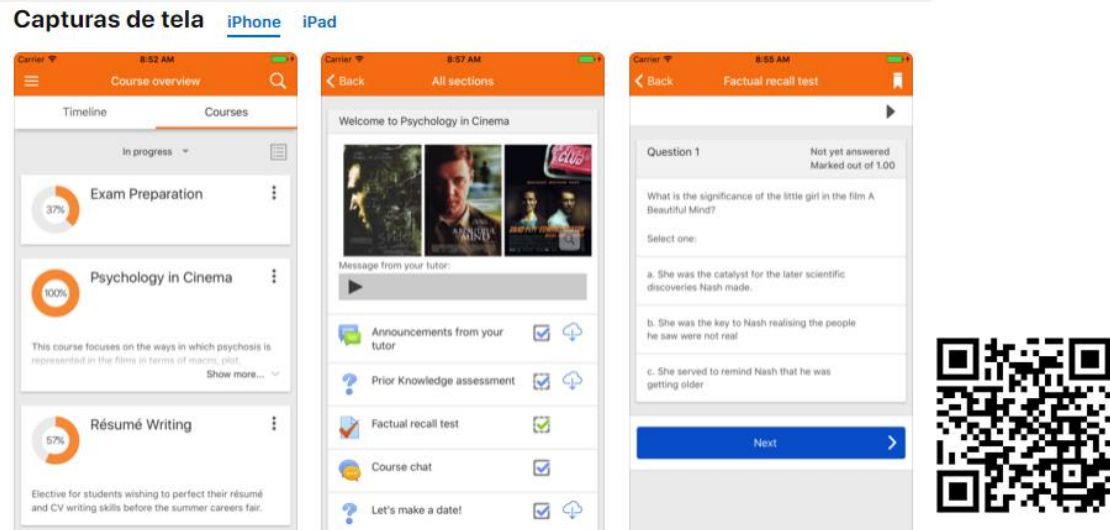 Capturas de tela iPhone iPad
Carrier 8:52 AM
Course overview
Timeline Courses
In progress
37% Exam Preparation
100% Psychology in Cinema
This course focuses on the ways in which psychosis is
represented in the films in terms of macro, plot,
Show more...
57% Résumé Writing
Elective for students wishing to perfect their résumé
and CV writing skills before the summer careers fair.
Carrier 8:57 AM
Back All sections
Welcome to Psychology in Cinema
Spider
A BEAUTIFUL
MIND
CLUB
Message from your tutor:
Announcements from your
tutor
Prior Knowledge assessment
Factual recall test
Course chat
Let's make a date!
Carrier 8:55 AM
Back Factual recall test
Question 1 Not yet answered
Marked out of 1.00
What is the significance of the little girl in the film A
Beautiful Mind?
Select one:
a. She was the catalyst for the later scientific
discoveries Nash made.
b. She was the key to Nash realising the people
he saw were not real
c. She served to remind Nash that he was
getting older
Next